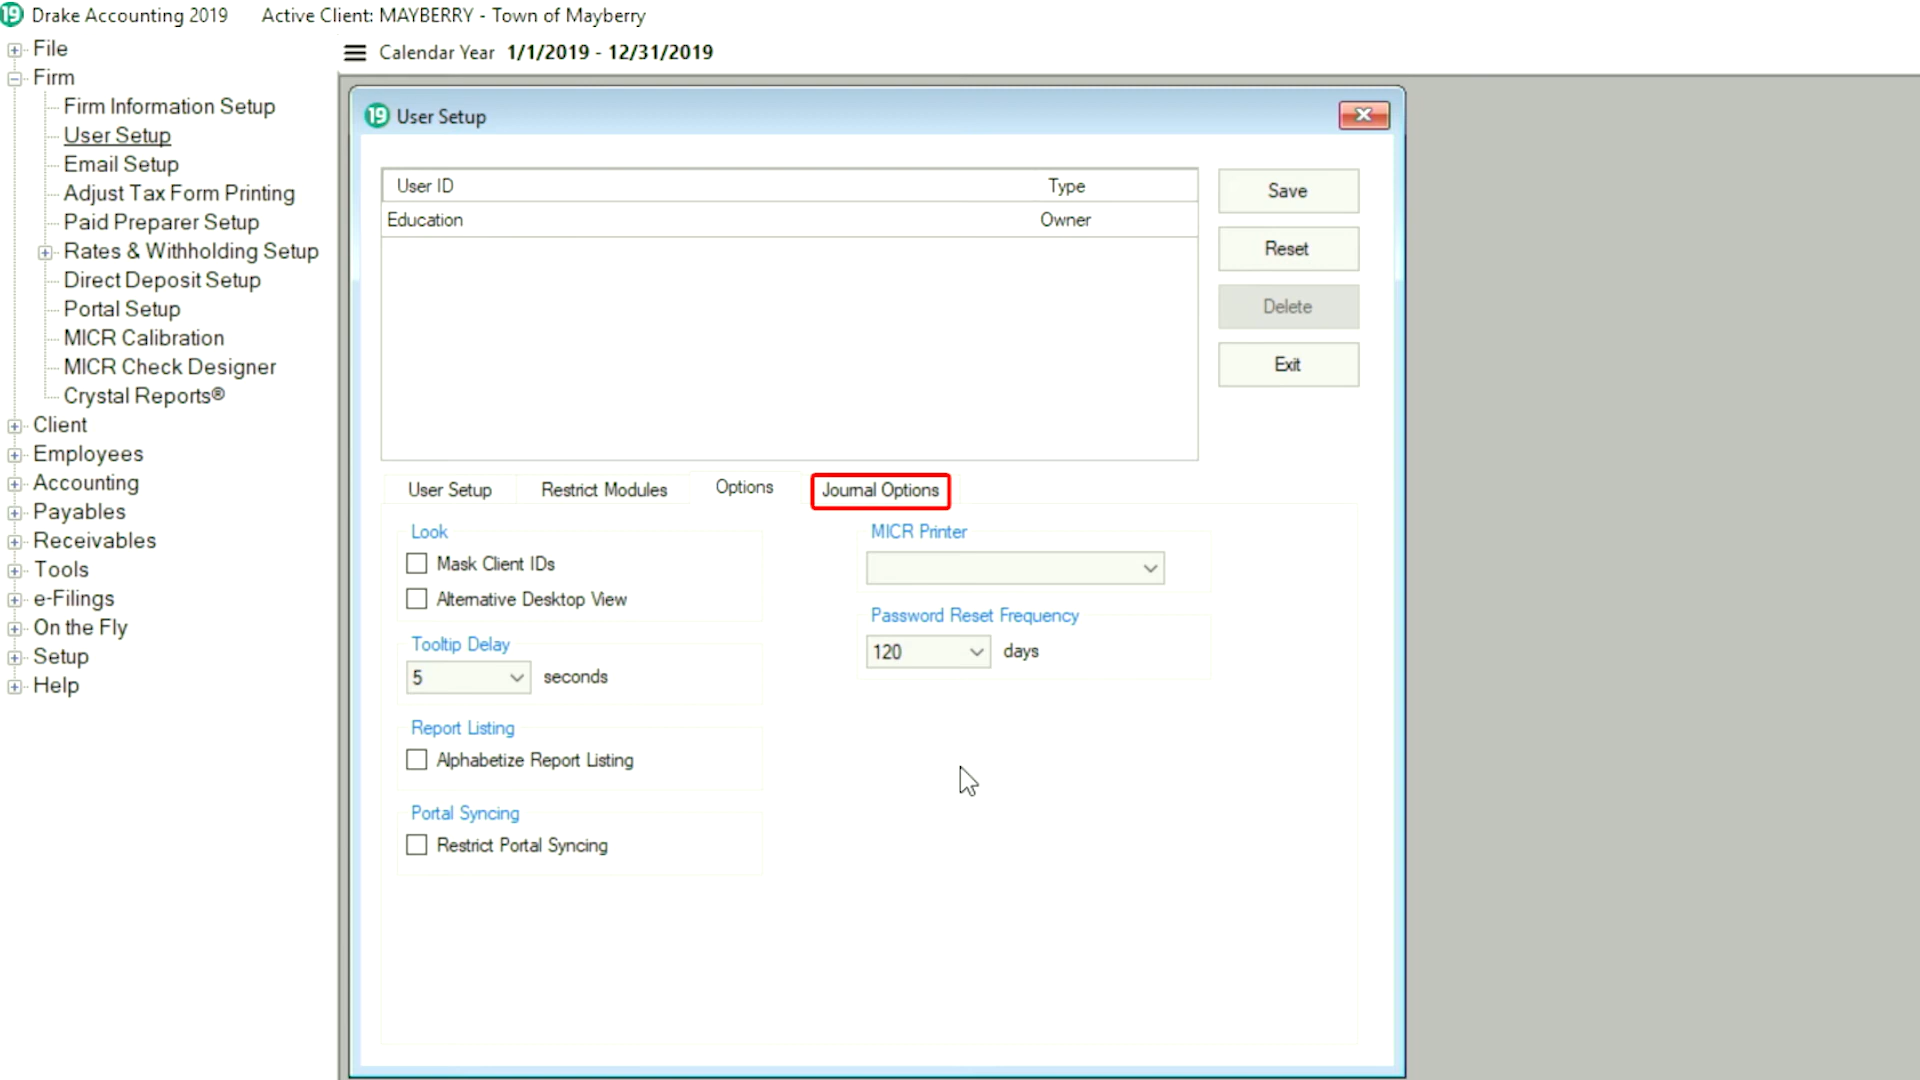 19 Drake Accounting 2019 Active Client: MAYBERRY - Town of Mayberry
File
Firm
Firm Information Setup
User Setup
Email Setup
Adjust Tax Form Printing
Paid Preparer Setup
Rates & Withholding Setup
Direct Deposit Setup
Portal Setup
MICR Calibration
MICR Check Designer
Crystal Reports®
Client
Employees
Accounting
Payables
Receivables
Tools
e-Filings
On the Fly
Setup
Help
Calendar Year 1/1/2019 - 12/31/2019
19 User Setup
User ID Type
Education Owner
Save
Reset
Delete
Exit
User Setup Restrict Modules Options Journal Options
Look
Mask Client IDs
Alternative Desktop View
Tooltip Delay
5 seconds
Report Listing
Alphabetize Report Listing
Portal Syncing
Restrict Portal Syncing
MICR Printer
Password Reset Frequency
120 days